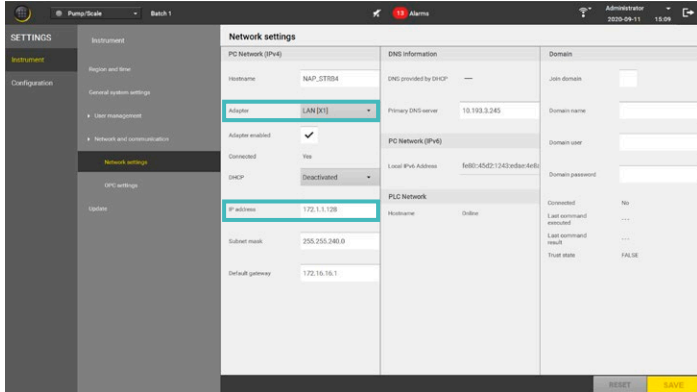 Pump/Scale
Batch 1
13 Alarms
Administrator
2020-09-11 15:09
SETTINGS
Instrument
Configuration
Instrument
Region and time
General system settings
User management
Network and communication
Network settings
OPC settings
Update
Network settings
PC Network (IPv4)
Hostname NAP_STRB4
Adapter LAN [X1]
Adapter enabled
Connected Yes
DHCP Deactivated
IP address 172.1.1.128
Subnet mask 255.255.240.0
Default gateway 172.16.16.1
DNS Information
DNS provided by DHCP —
Primary DNS server 10.193.3.245
PC Network (IPv6)
Local IPv6 Address
PLC Network
Hostname Online
Domain
Join domain
Domain name
Domain user
Domain password
Connected No
Last command executed ---
Last command result ---
Trust state FALSE
RESET
SAVE